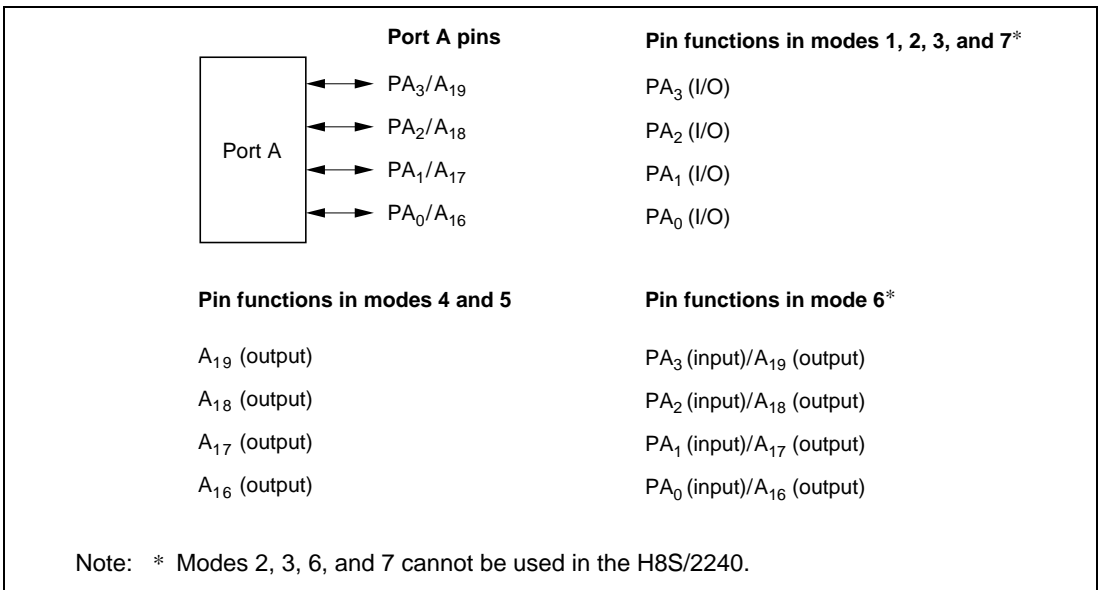 Port A pins
Pin functions in modes 1, 2, 3, and 7*
Port A
PA3/A19
PA3 (I/O)
PA2/A18
PA2 (I/O)
PA1/A17
PA1 (I/O)
PA0/A16
PA0 (I/O)
Pin functions in modes 4 and 5
Pin functions in mode 6*
A19 (output)
PA3 (input)/A19 (output)
A18 (output)
PA2 (input)/A18 (output)
A17 (output)
PA1 (input)/A17 (output)
A16 (output)
PA0 (input)/A16 (output)
Note: * Modes 2, 3, 6, and 7 cannot be used in the H8S/2240.